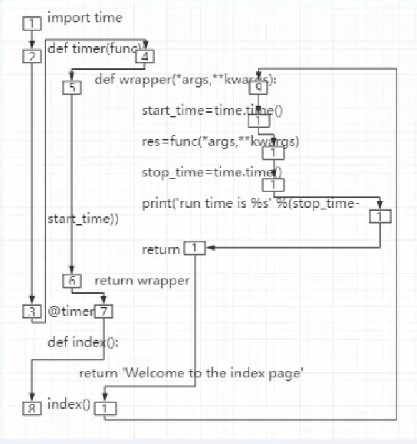 1 import time
2 def timer(func) 4
5 def wrapper(*args,**kwargs): 9
start_time=time.time()
1
res=func(*args,**kwargs)
1
stop_time=time.time()
1
print('run time is %s' %(stop_time-
1
start_time))
return 1
6 return wrapper
3 @timer 7
def index():
return 'Welcome to the index page'
8 index() 1